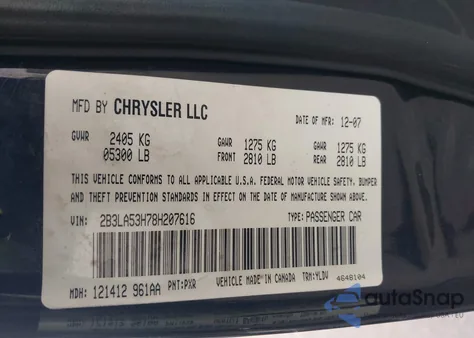 MFD BY CHRYSLER LLC DATE OF MFR: 12-07
GVWR 2405 KG GAWR 1275 KG GAWR 1275 KG
05300 LB FRONT 2810 LB REAR 2810 LB
THIS VEHICLE CONFORMS TO ALL APPLICABLE U.S.A. FEDERAL MOTOR VEHICLE SAFETY, BUMPER
AND THEFT PREVENTION STANDARDS IN EFFECT ON THE DATE OF MANUFACTURE SHOWN ABOVE.
VIN: 2B3LA53H78H207616 TYPE: PASSENGER CAR
VEHICLE MADE IN CANADA 4648104
MDH: 121412 961AA PNT: PXR TRM: YLDV
autoSnap